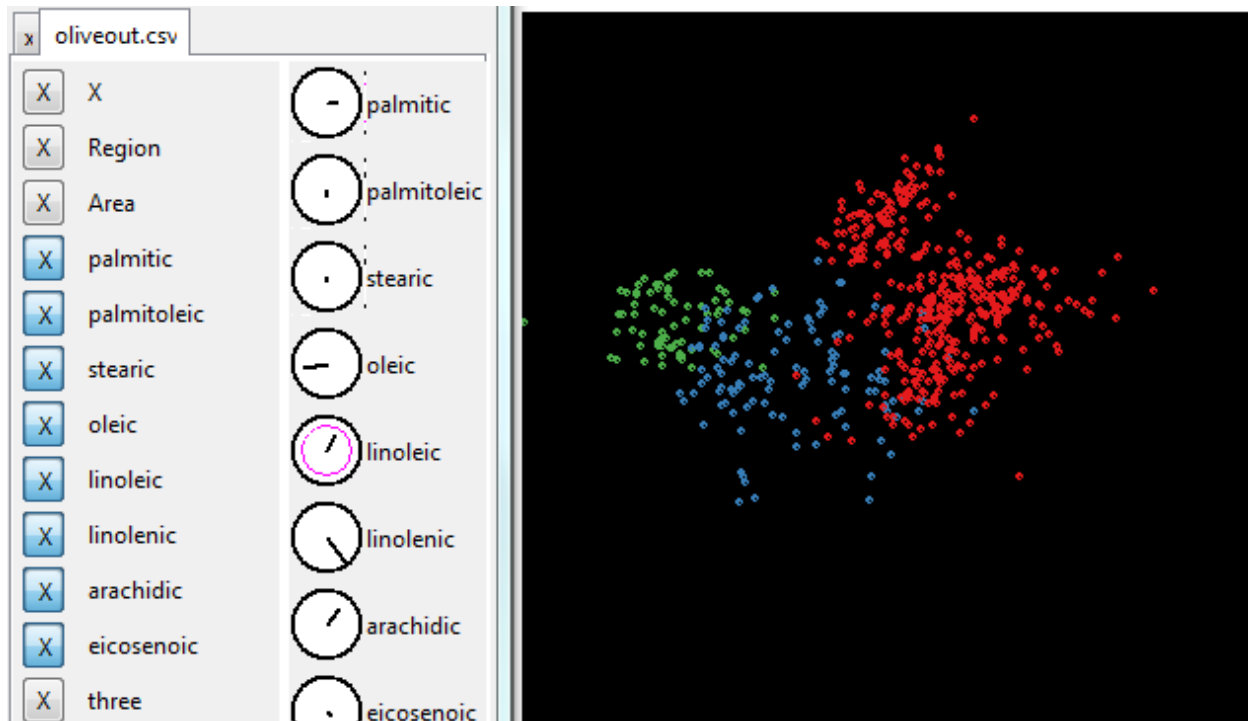 x oliveout.csv
X X
X Region
X Area
X palmitic
X palmitoleic
X stearic
X oleic
X linoleic
X linolenic
X arachidic
X eicosenoic
X three
palmitic
palmitoleic
stearic
oleic
linoleic
linolenic
arachidic
eicosenoic